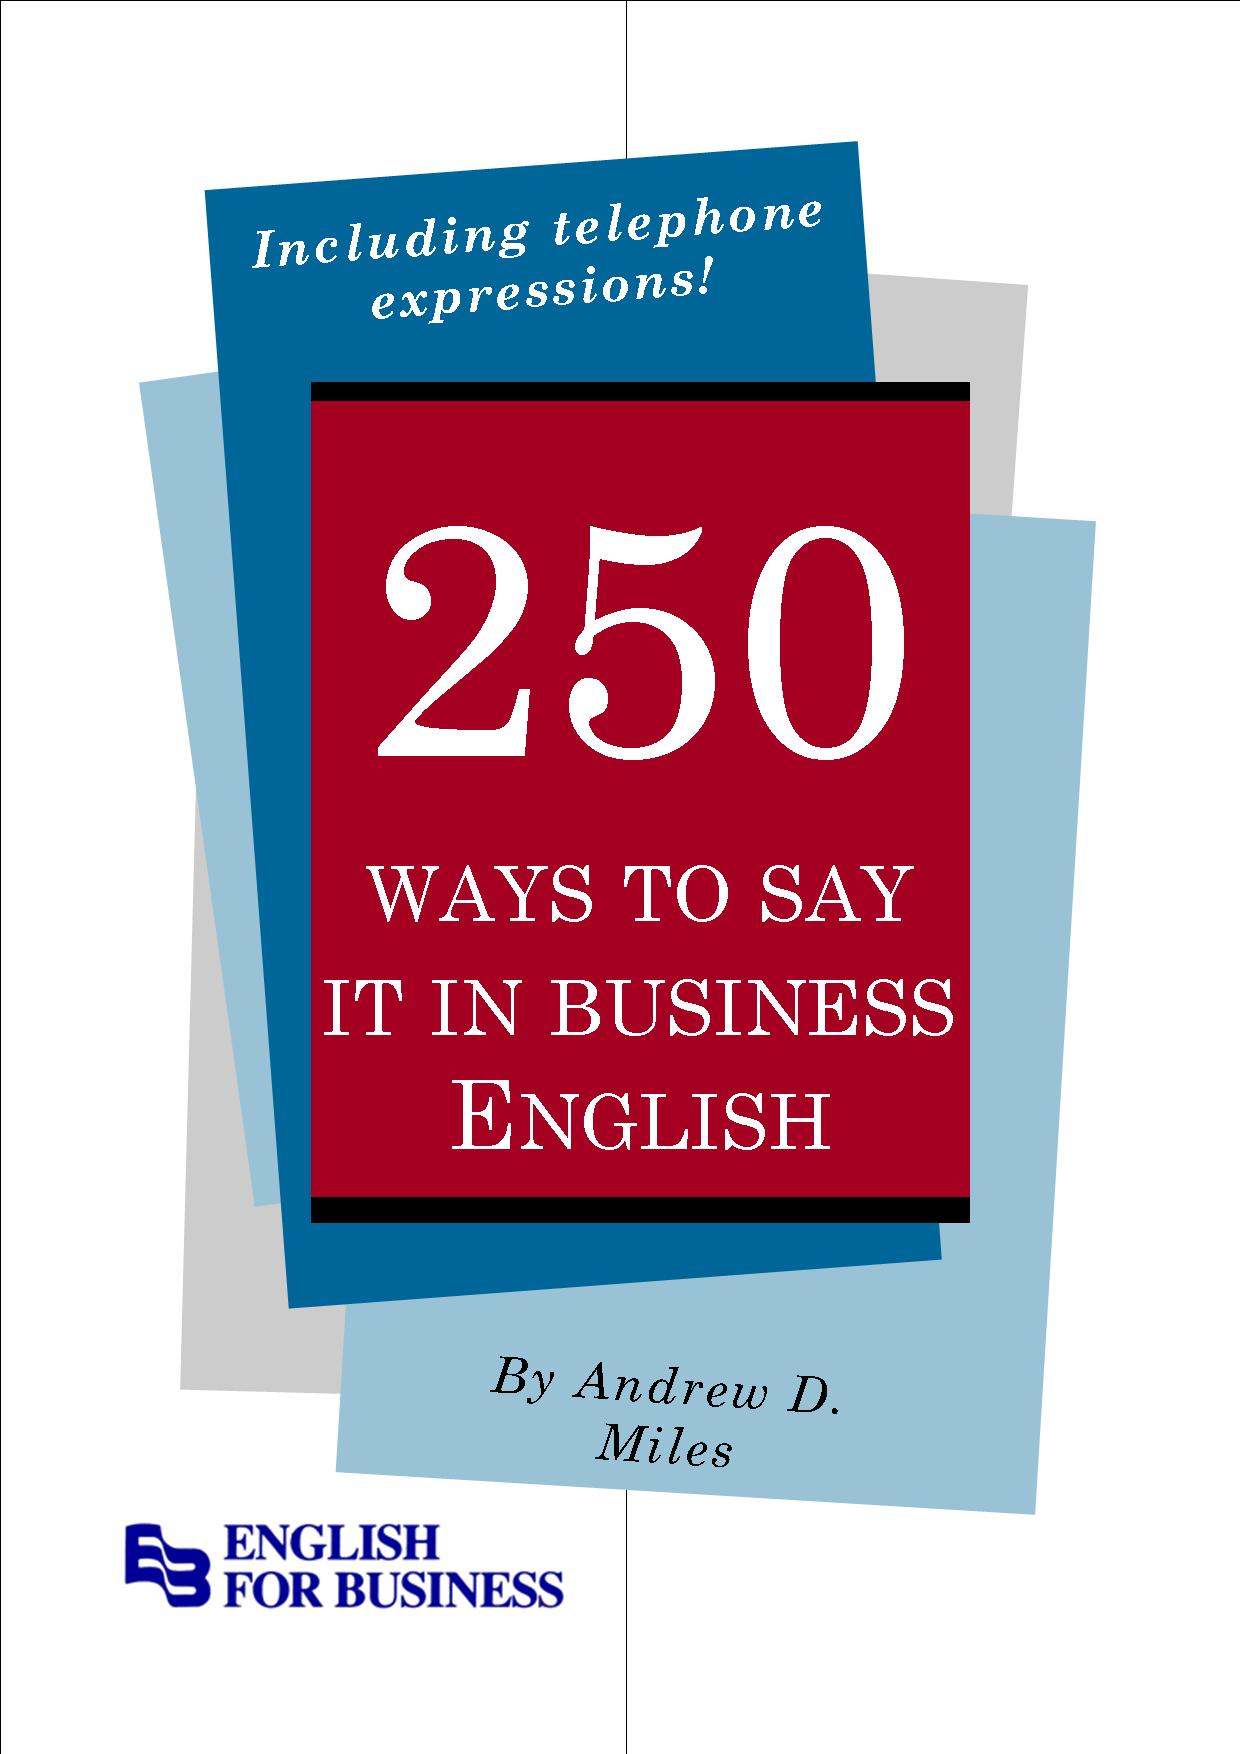 Including telephone
expressions!
250
WAYS TO SAY
IT IN BUSINESS
ENGLISH
By Andrew D.
Miles
ENGLISH
FOR BUSINESS